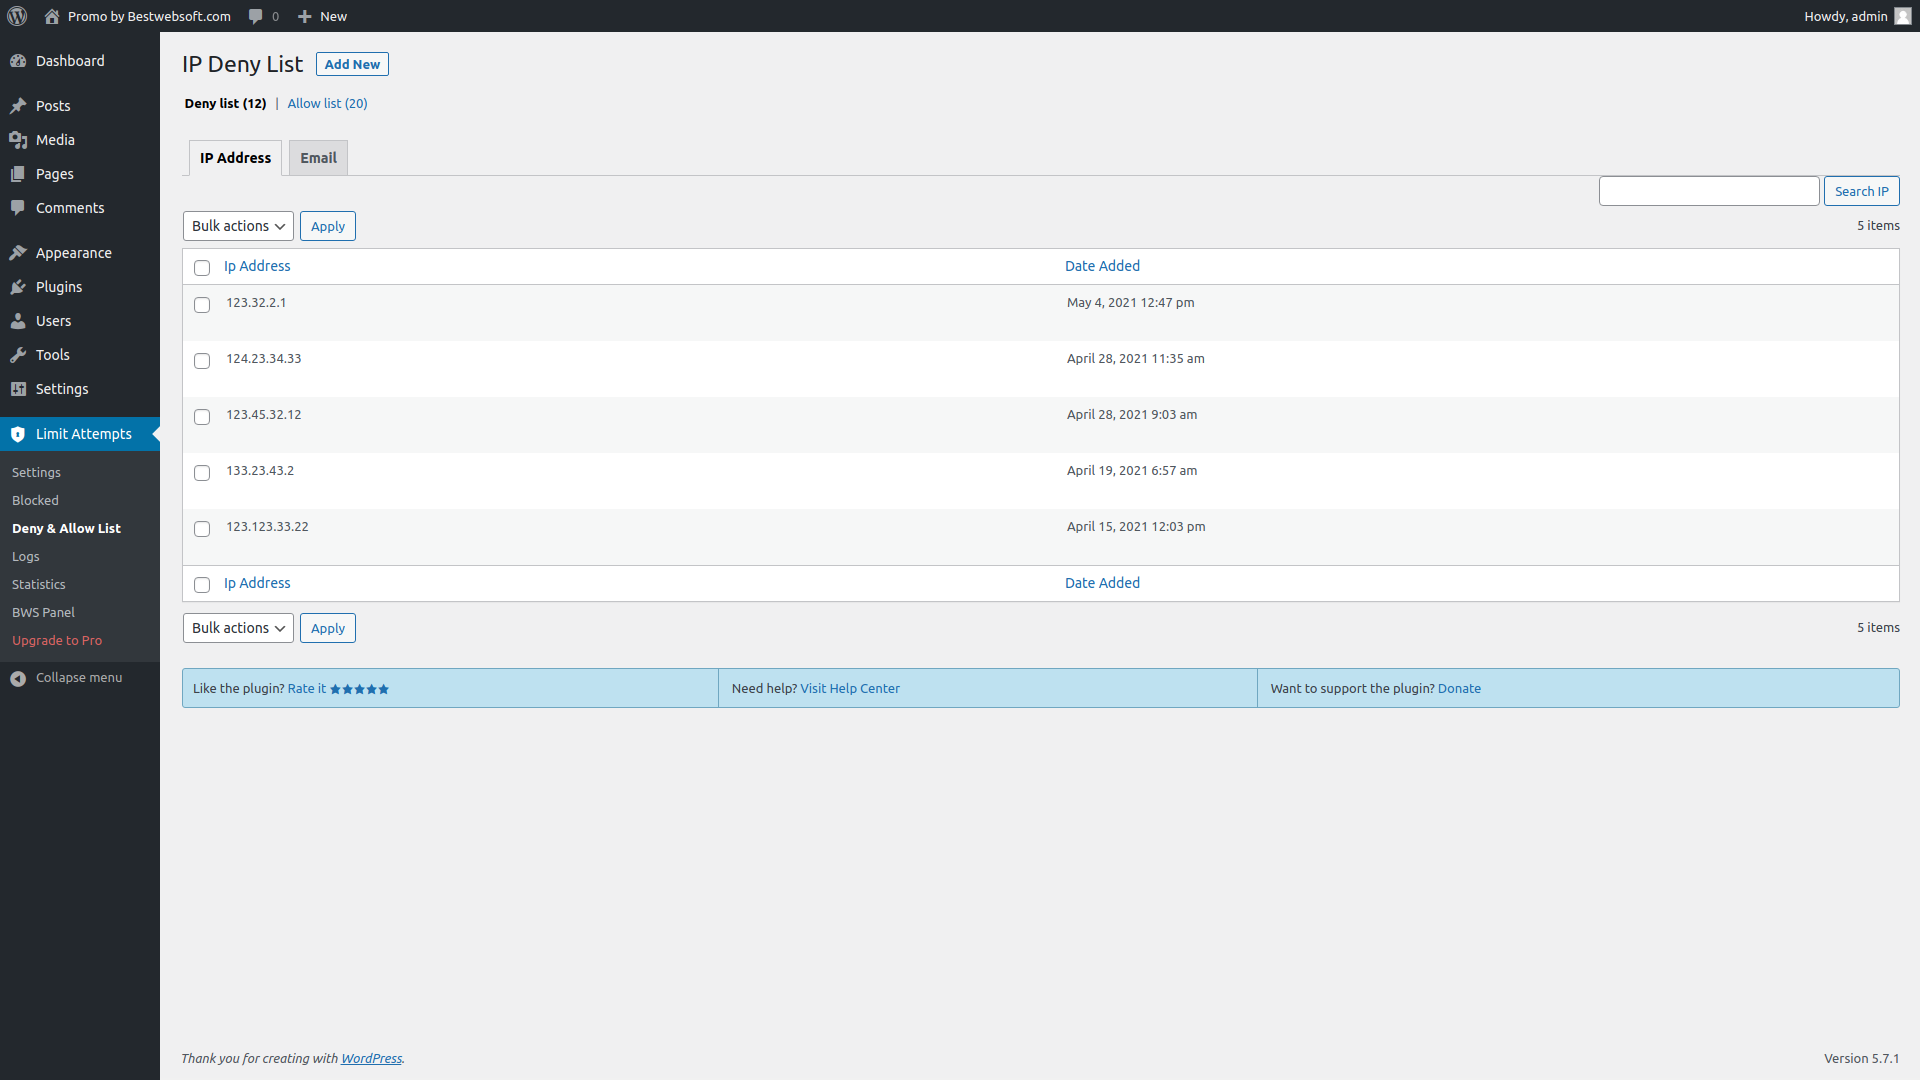 Promo by Bestwebsoft.com 0 New Howdy, admin
Dashboard
Posts
Media
Pages
Comments
Appearance
Plugins
Users
Tools
Settings
Limit Attempts
Settings
Blocked
Deny & Allow List
Logs
Statistics
BWS Panel
Upgrade to Pro
Collapse menu
IP Deny List Add New
Deny list (12) | Allow list (20)
IP Address Email
Search IP
Bulk actions Apply 5 items
Ip Address Date Added
123.32.2.1 May 4, 2021 12:47 pm
124.23.34.33 April 28, 2021 11:35 am
123.45.32.12 April 28, 2021 9:03 am
133.23.43.2 April 19, 2021 6:57 am
123.123.33.22 April 15, 2021 12:03 pm
Ip Address Date Added
Bulk actions Apply 5 items
Like the plugin? Rate it ★★★★★ Need help? Visit Help Center Want to support the plugin? Donate
Thank you for creating with WordPress. Version 5.7.1